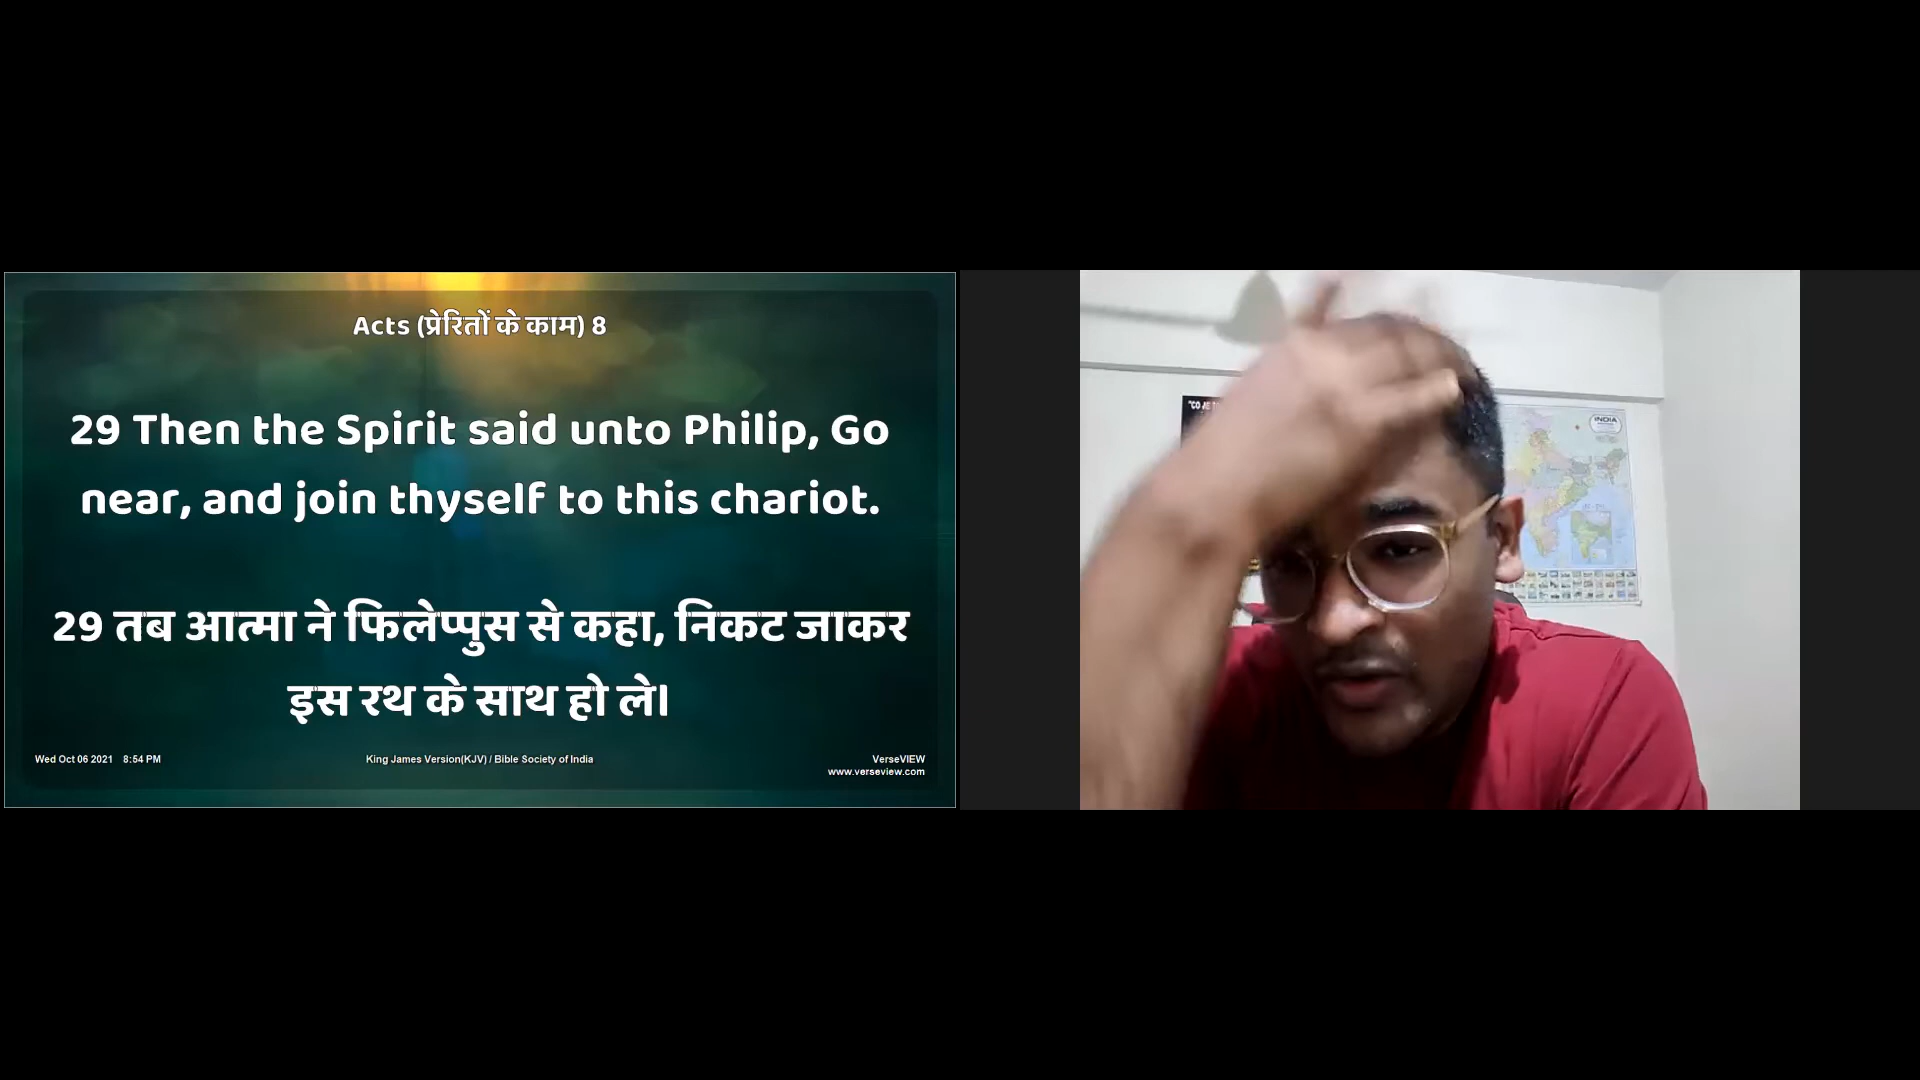 Acts (प्रेरितों के काम) 8
29 Then the Spirit said unto Philip, Go
near, and join thyself to this chariot.
29 तब आत्मा ने फिलेप्पुस से कहा, निकट जाकर
इस रथ के साथ हो ले।
Wed Oct 06 2021 8:54 PM
King James Version(KJV) / Bible Society of India
VerseVIEW
www.verseview.com
INDIA